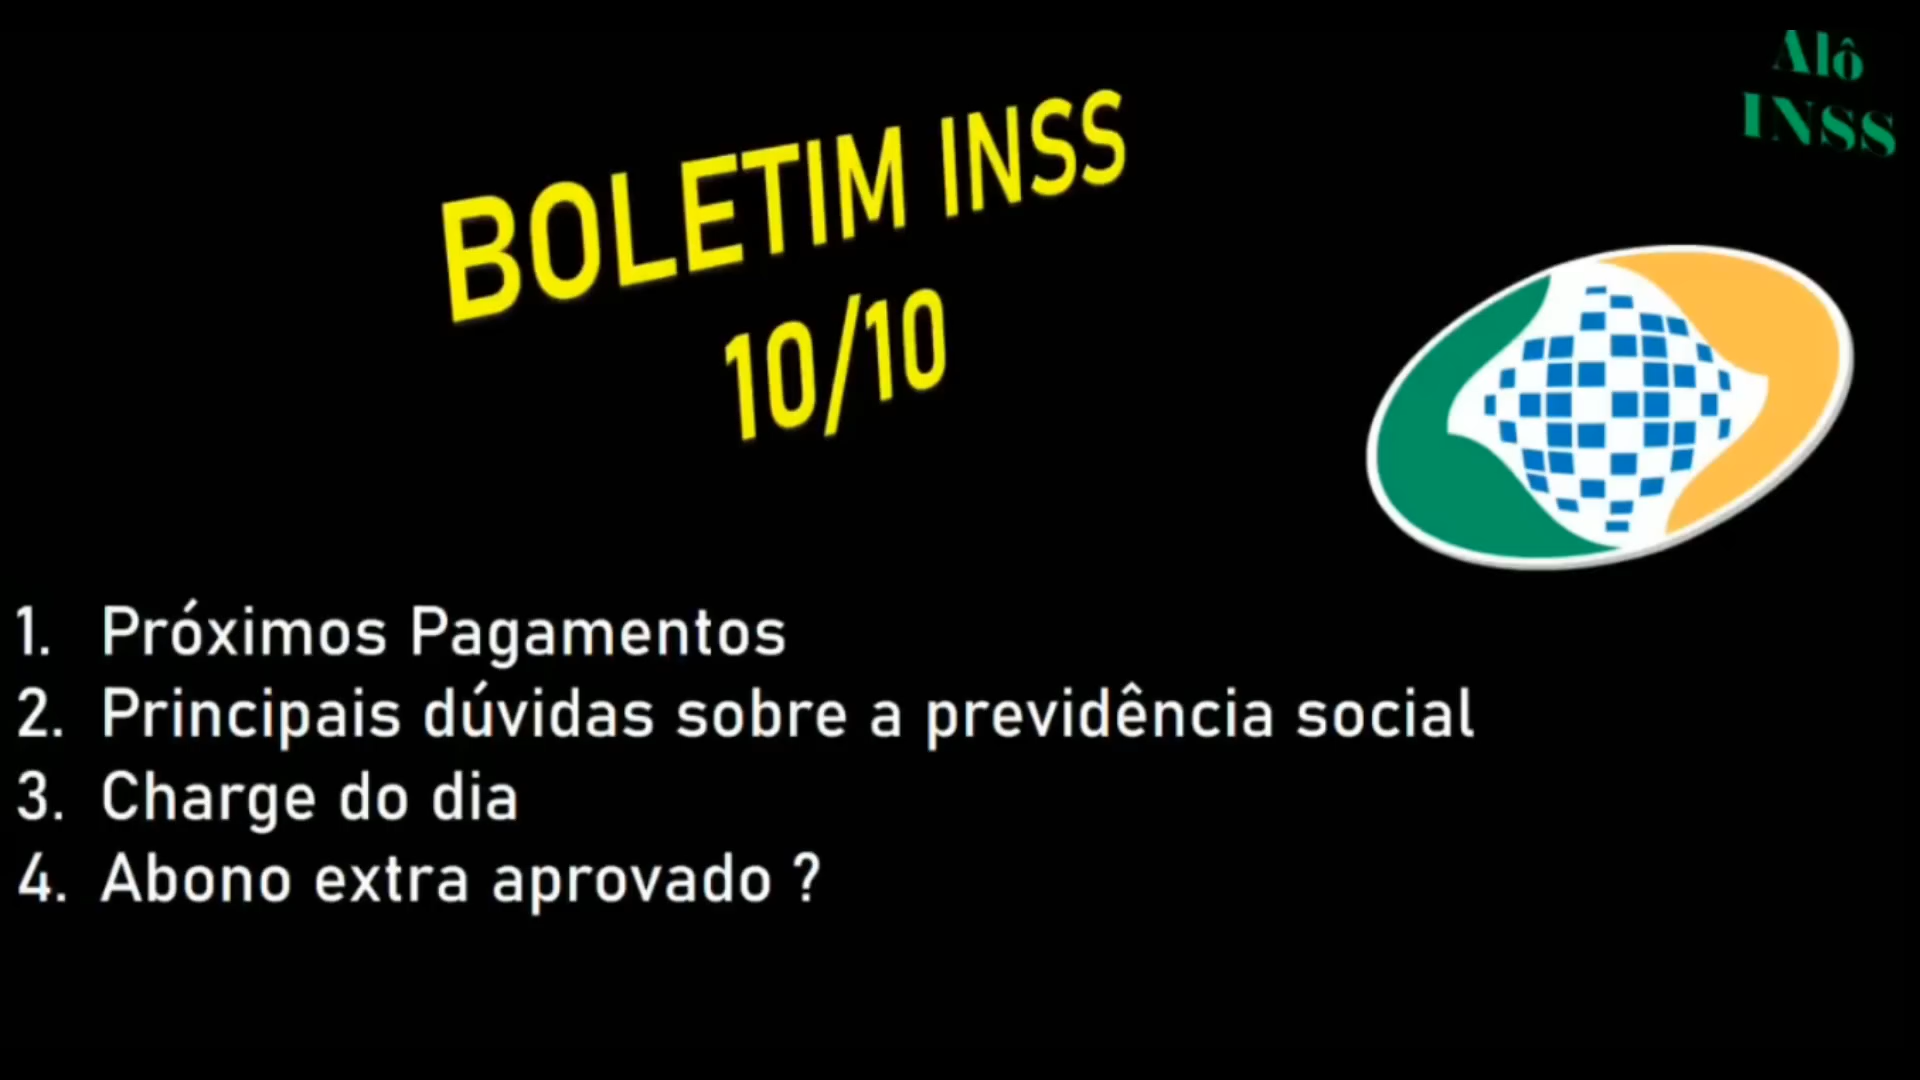 Alô
INSS
BOLETIM INSS
10/10
1. Próximos Pagamentos
2. Principais dúvidas sobre a previdência social
3. Charge do dia
4. Abono extra aprovado ?